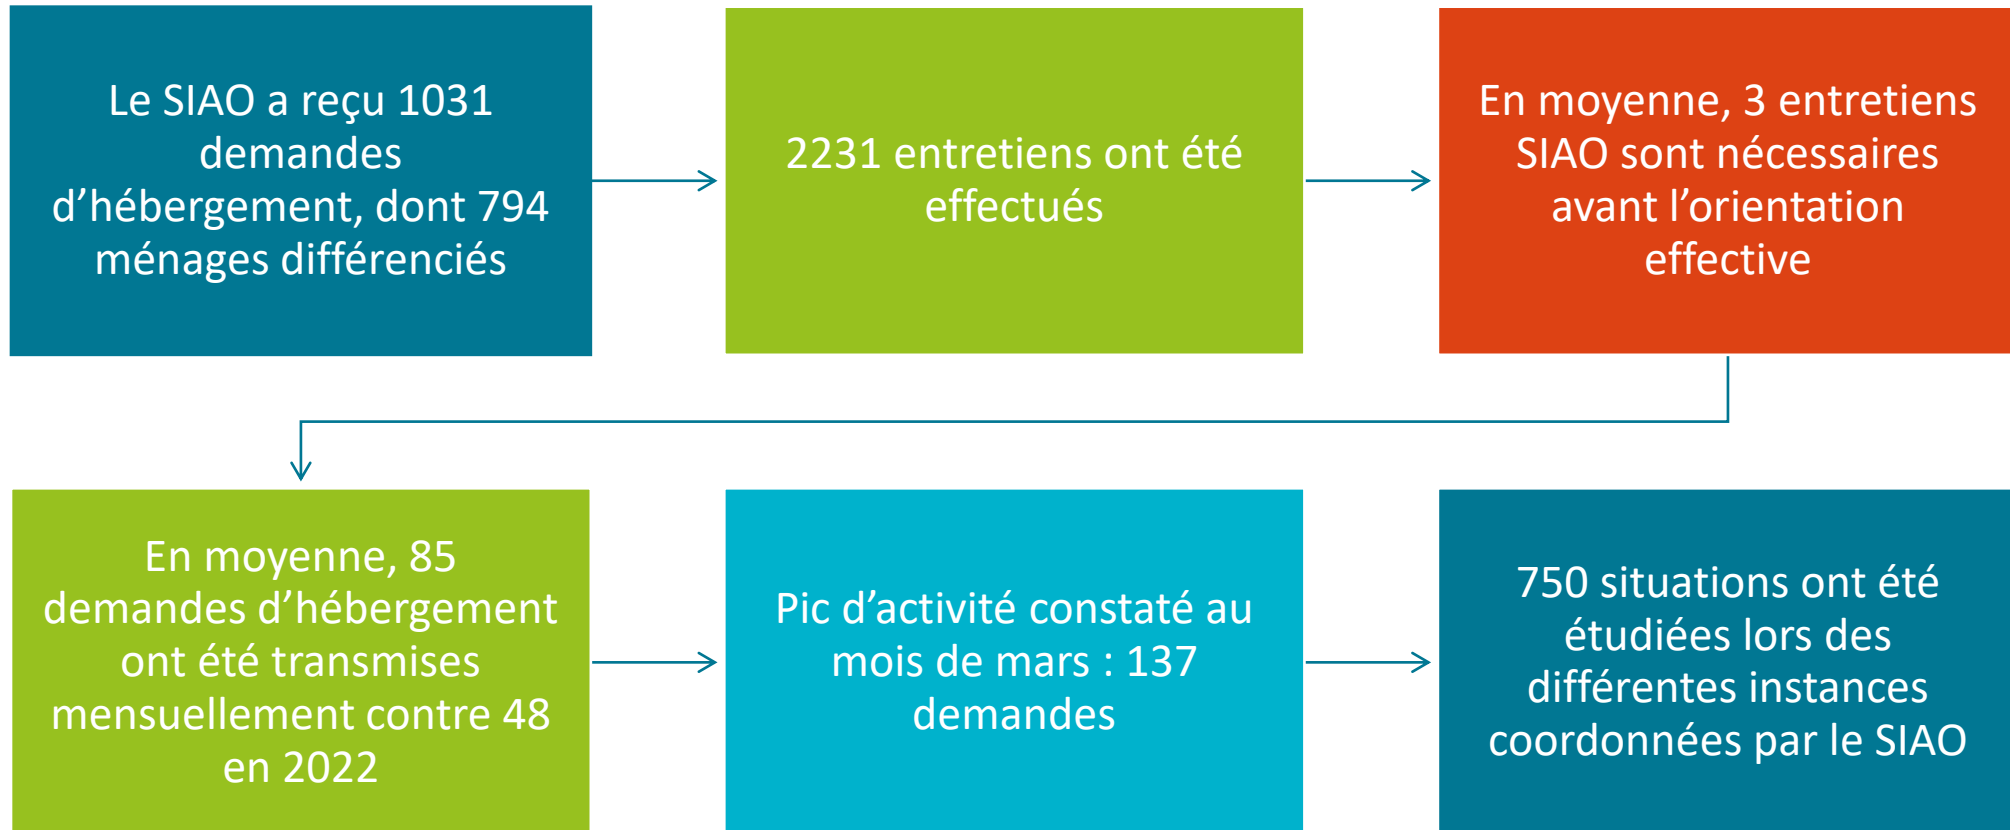 Le SIAO a reçu 1031
demandes
d’hébergement, dont 794
ménages différenciés
2231 entretiens ont été
effectués
En moyenne, 3 entretiens
SIAO sont nécessaires
avant l’orientation
effective
En moyenne, 85
demandes d’hébergement
ont été transmises
mensuellement contre 48
en 2022
Pic d’activité constaté au
mois de mars : 137
demandes
750 situations ont été
étudiées lors des
différentes instances
coordonnées par le SIAO